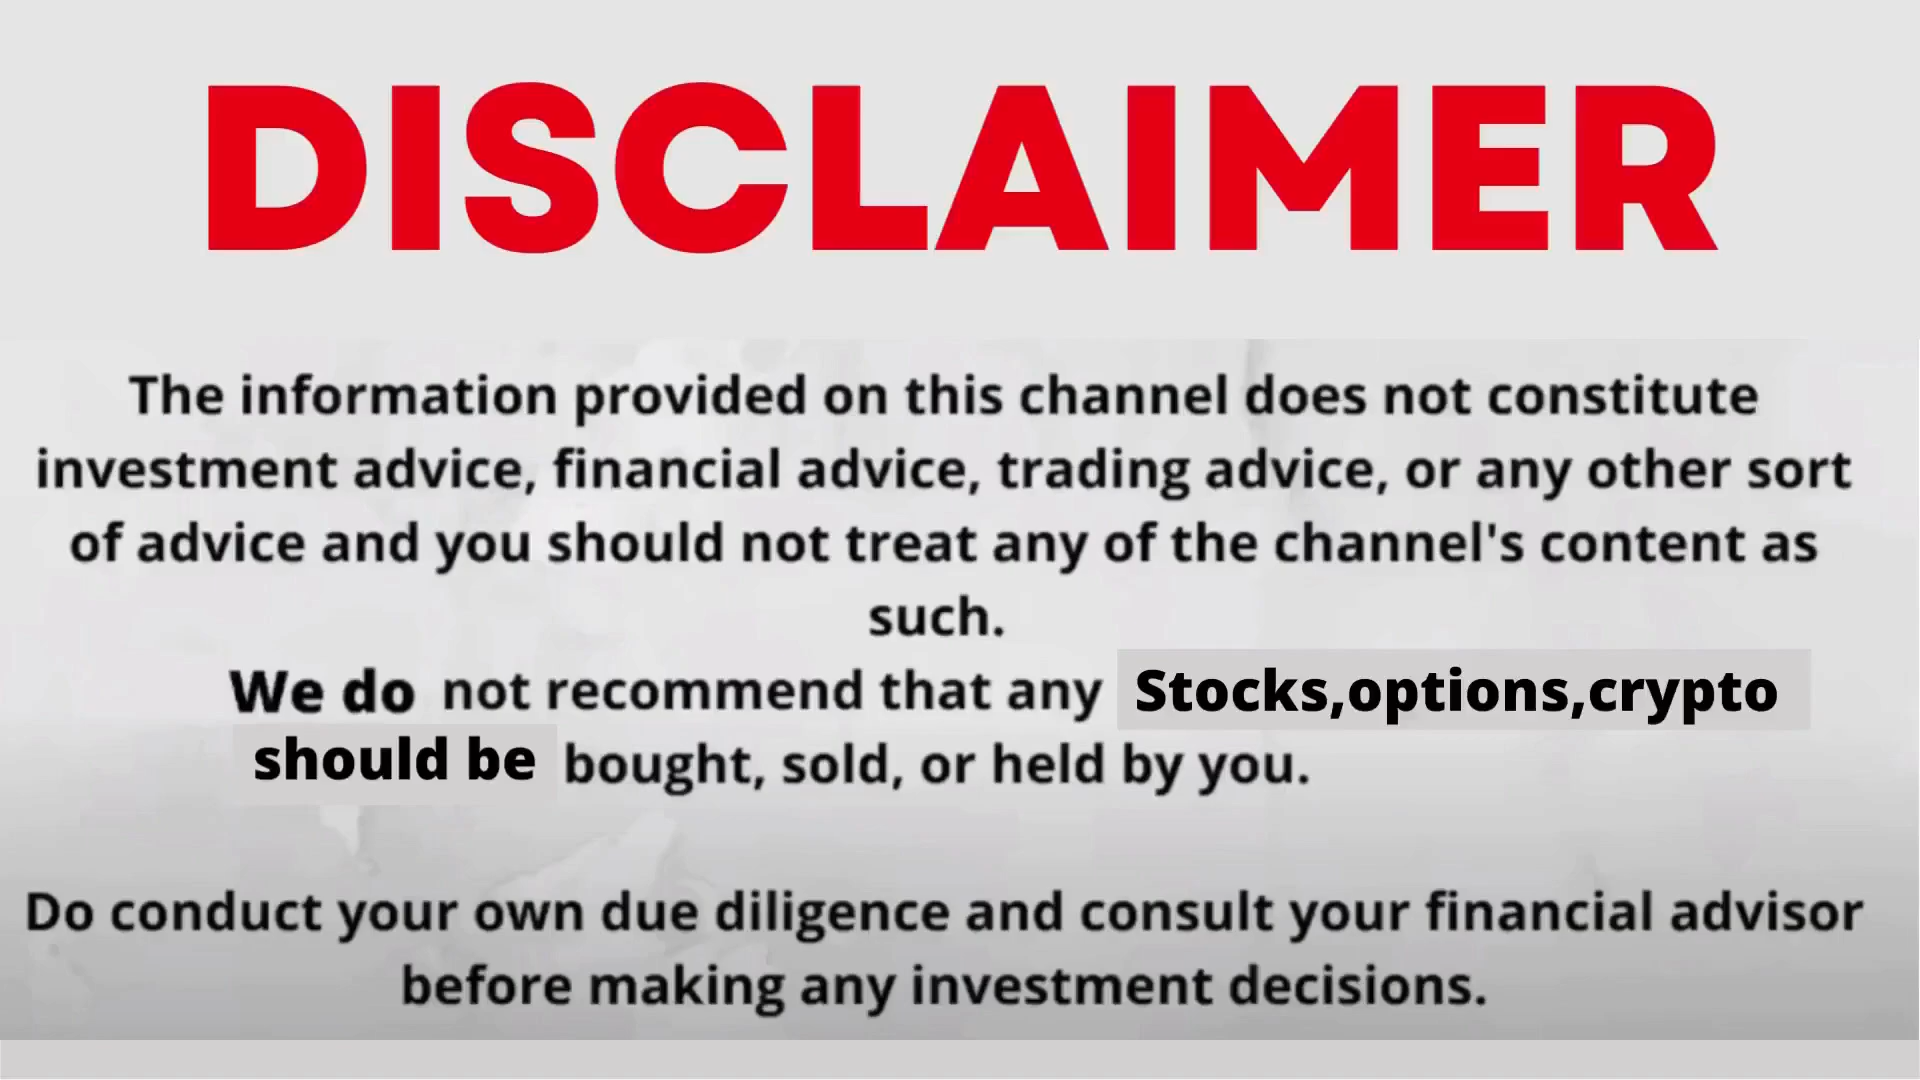 DISCLAIMER
The information provided on this channel does not constitute
investment advice, financial advice, trading advice, or any other sort
of advice and you should not treat any of the channel's content as
such.
We do not recommend that any Stocks,options,crypto
should be bought, sold, or held by you.
Do conduct your own due diligence and consult your financial advisor
before making any investment decisions.